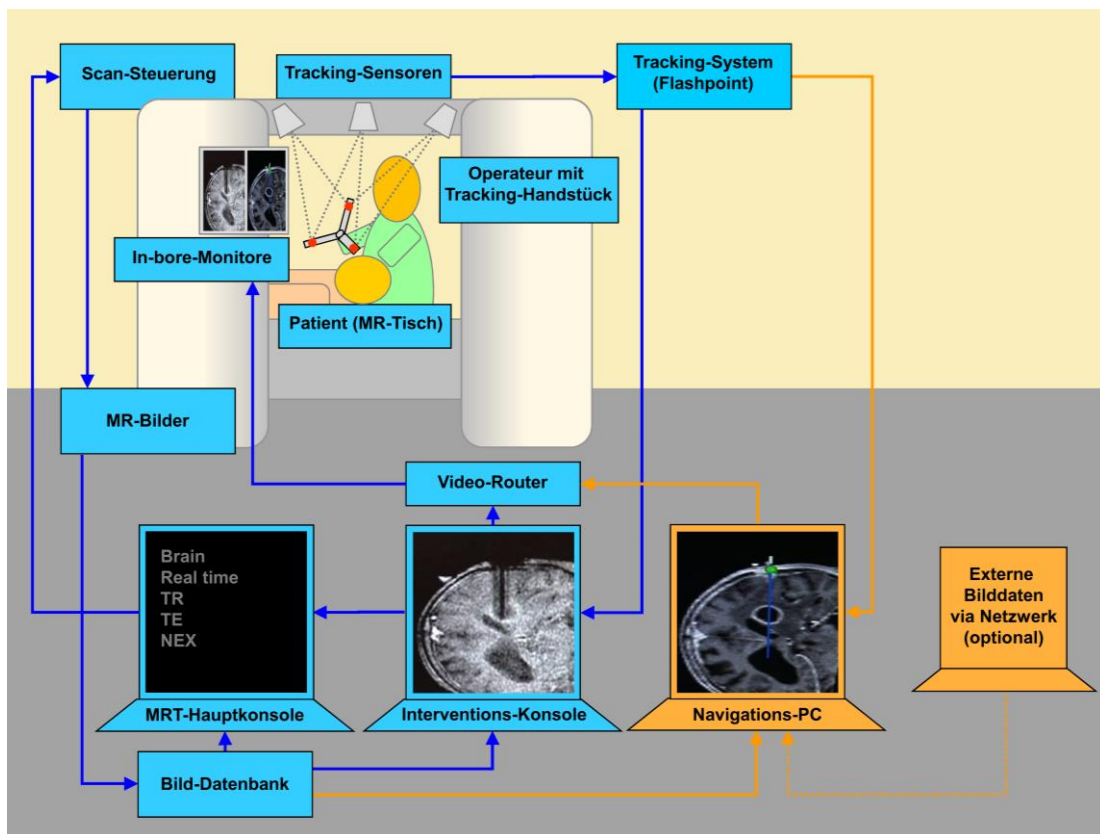 Scan-Steuerung
Tracking-Sensoren
Tracking-System
(Flashpoint)
Operateur mit
Tracking-Handstück
In-bore-Monitore
Patient (MR-Tisch)
MR-Bilder
Video-Router
Brain
Real time
TR
TE
NEX
Externe
Bilddaten
via Netzwerk
(optional)
MRT-Hauptkonsole
Interventions-Konsole
Navigations-PC
Bild-Datenbank